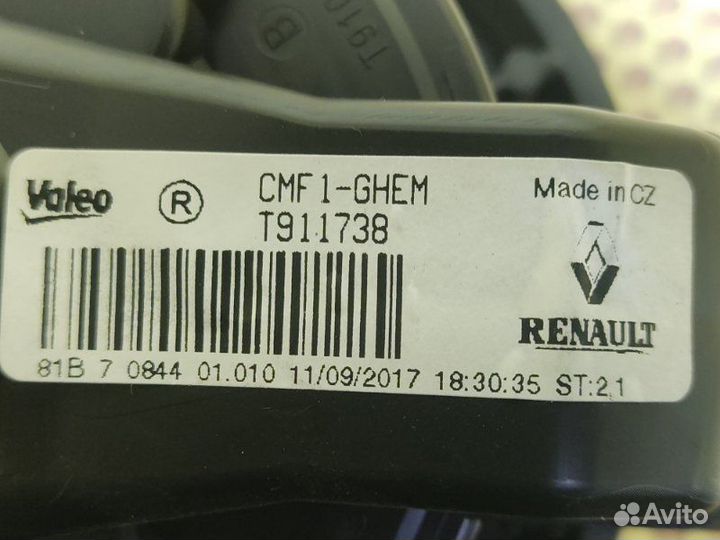 B
T910
Valeo
R
CMF1-GHEM
T911738
Made in CZ
RENAULT
81B 7 0844 01.010 11/09/2017 18:30:35 ST:2.1
Avito